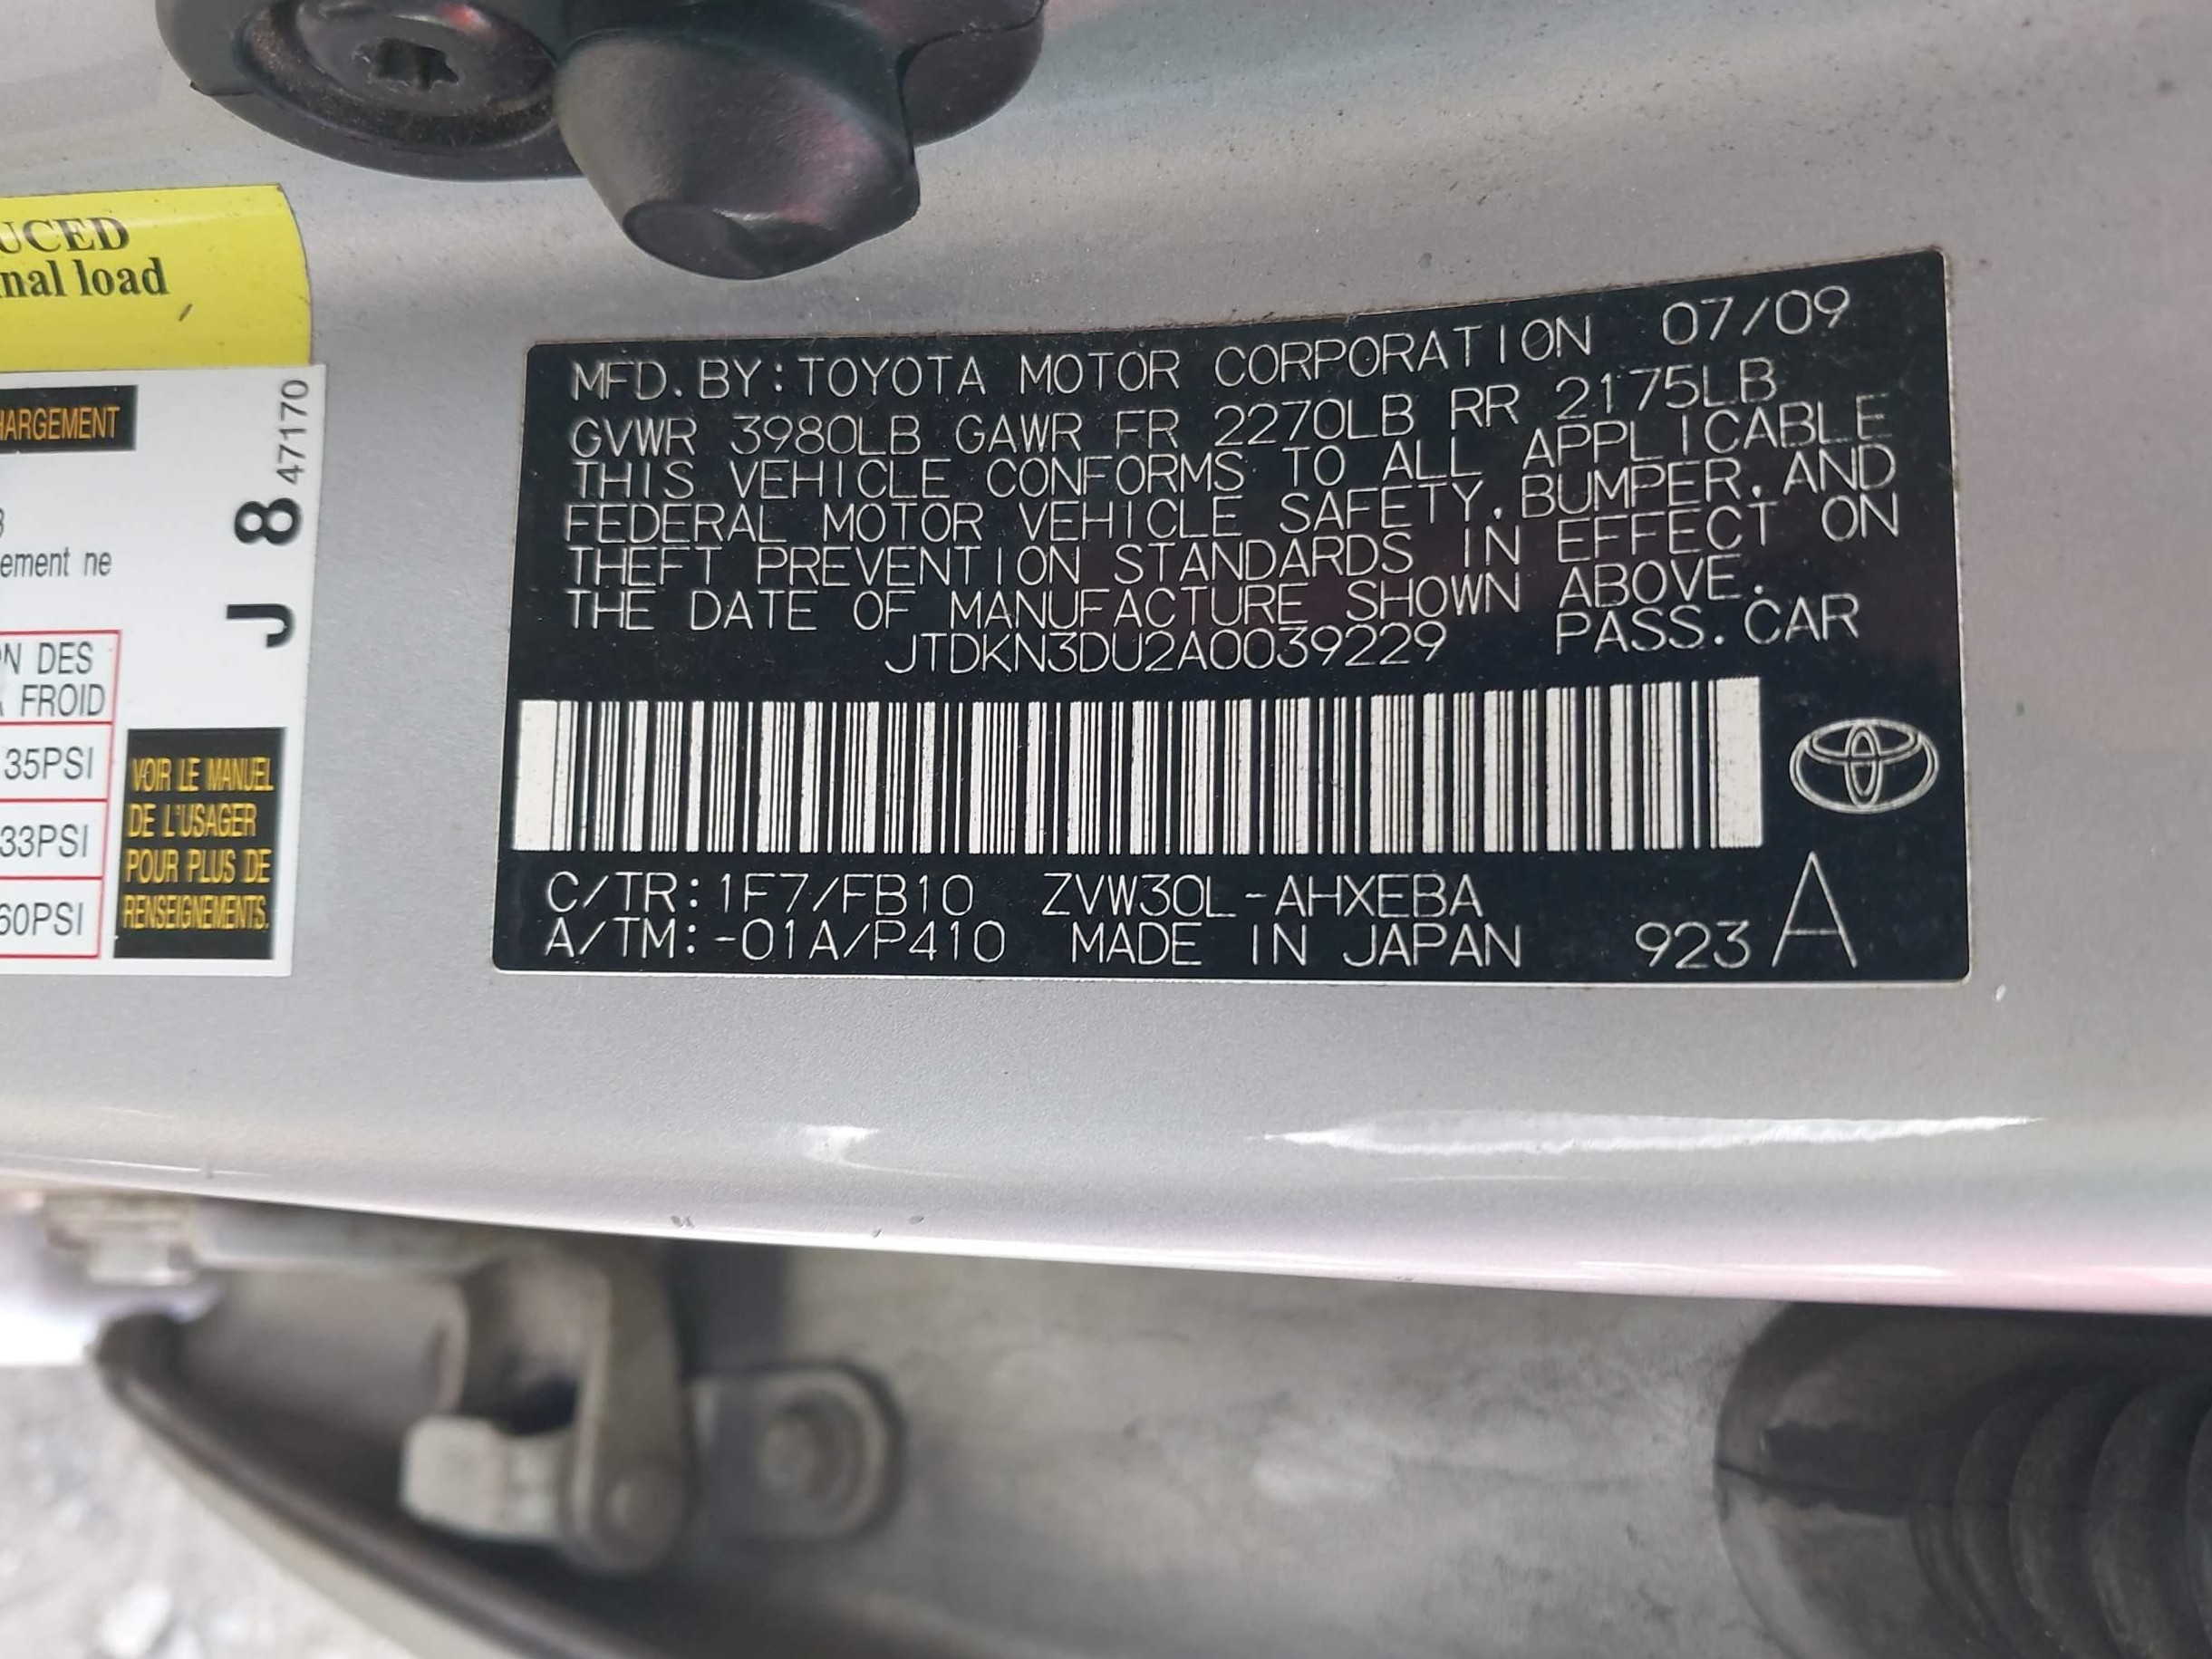 UCED
nal load
HARGEMENT
47170
J 8
ement ne
N DES
FROID
35PSI
33PSI
60PSI
VOIR LE MANUEL
DE L'USAGER
POUR PLUS DE
RENSEIGNEMENTS.
MFD. BY: TOYOTA MOTOR CORPORATION 07/09
GVWR 3980LB GAWR FR 2270LB RR 2175LB
THIS VEHICLE CONFORMS TO ALL APPLICABLE
FEDERAL MOTOR VEHICLE SAFETY, BUMPER, AND
THEFT PREVENTION STANDARDS IN EFFECT ON
THE DATE OF MANUFACTURE SHOWN ABOVE.
JTDKN3DU2A0039229 PASS. CAR
C/TR: 1F7/FB10 ZVW30L-AHXEBA
A/TM: -01A/P410 MADE IN JAPAN 923 A